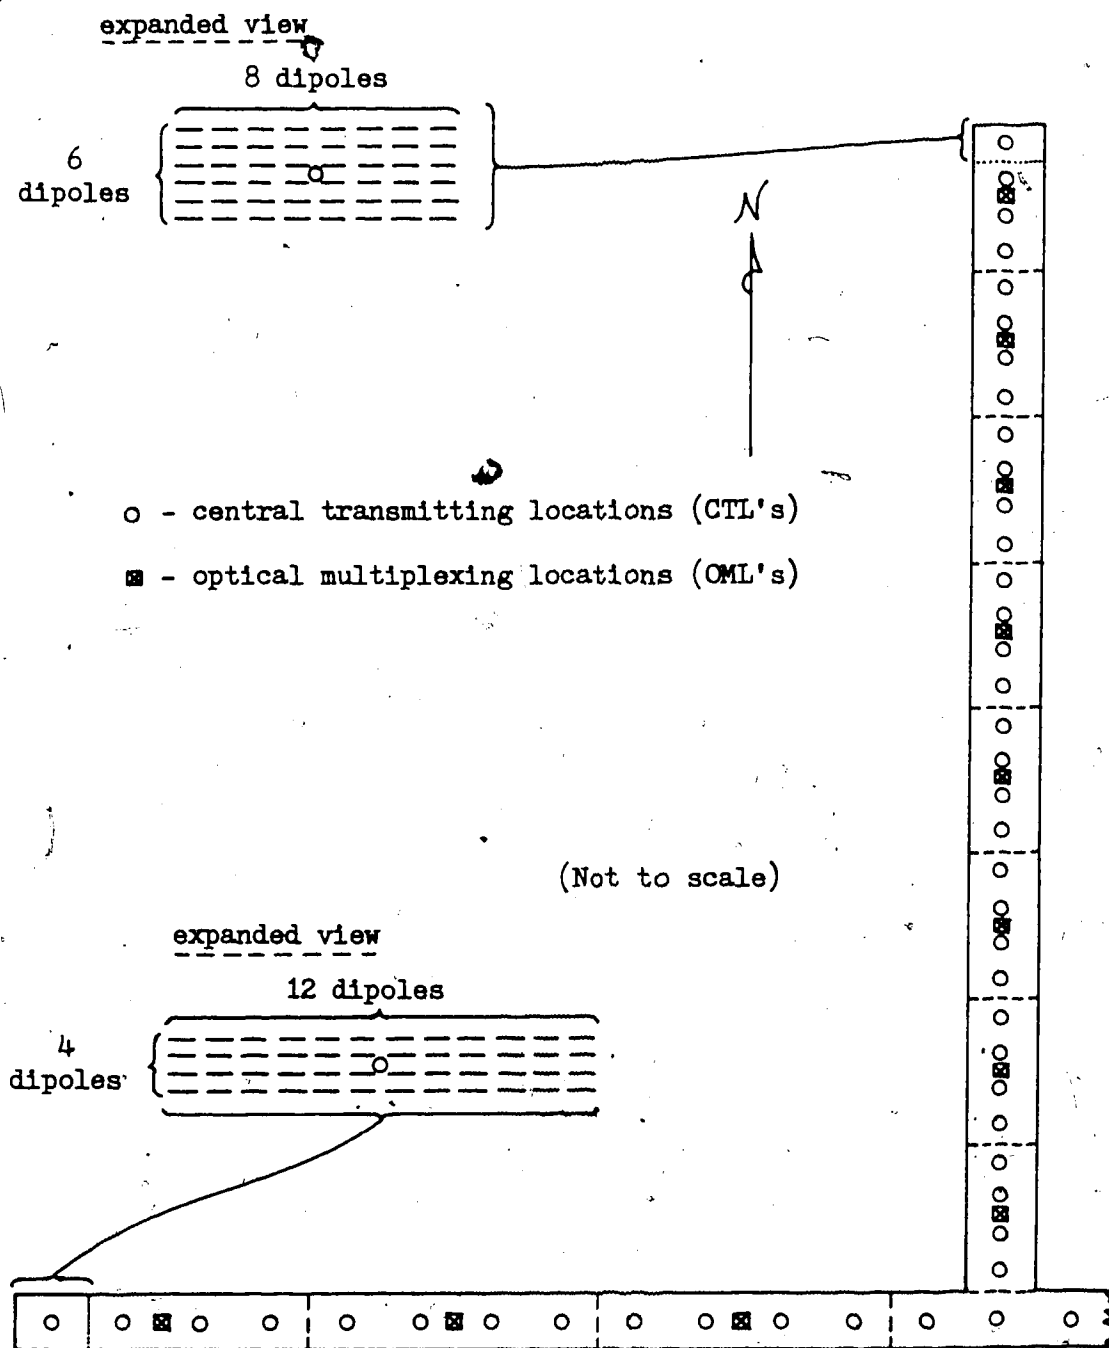 expanded view
8 dipoles
6
dipoles
N
o - central transmitting locations (CTL's)
⊠ - optical multiplexing locations (OML's)
(Not to scale)
expanded view
12 dipoles
4
dipoles